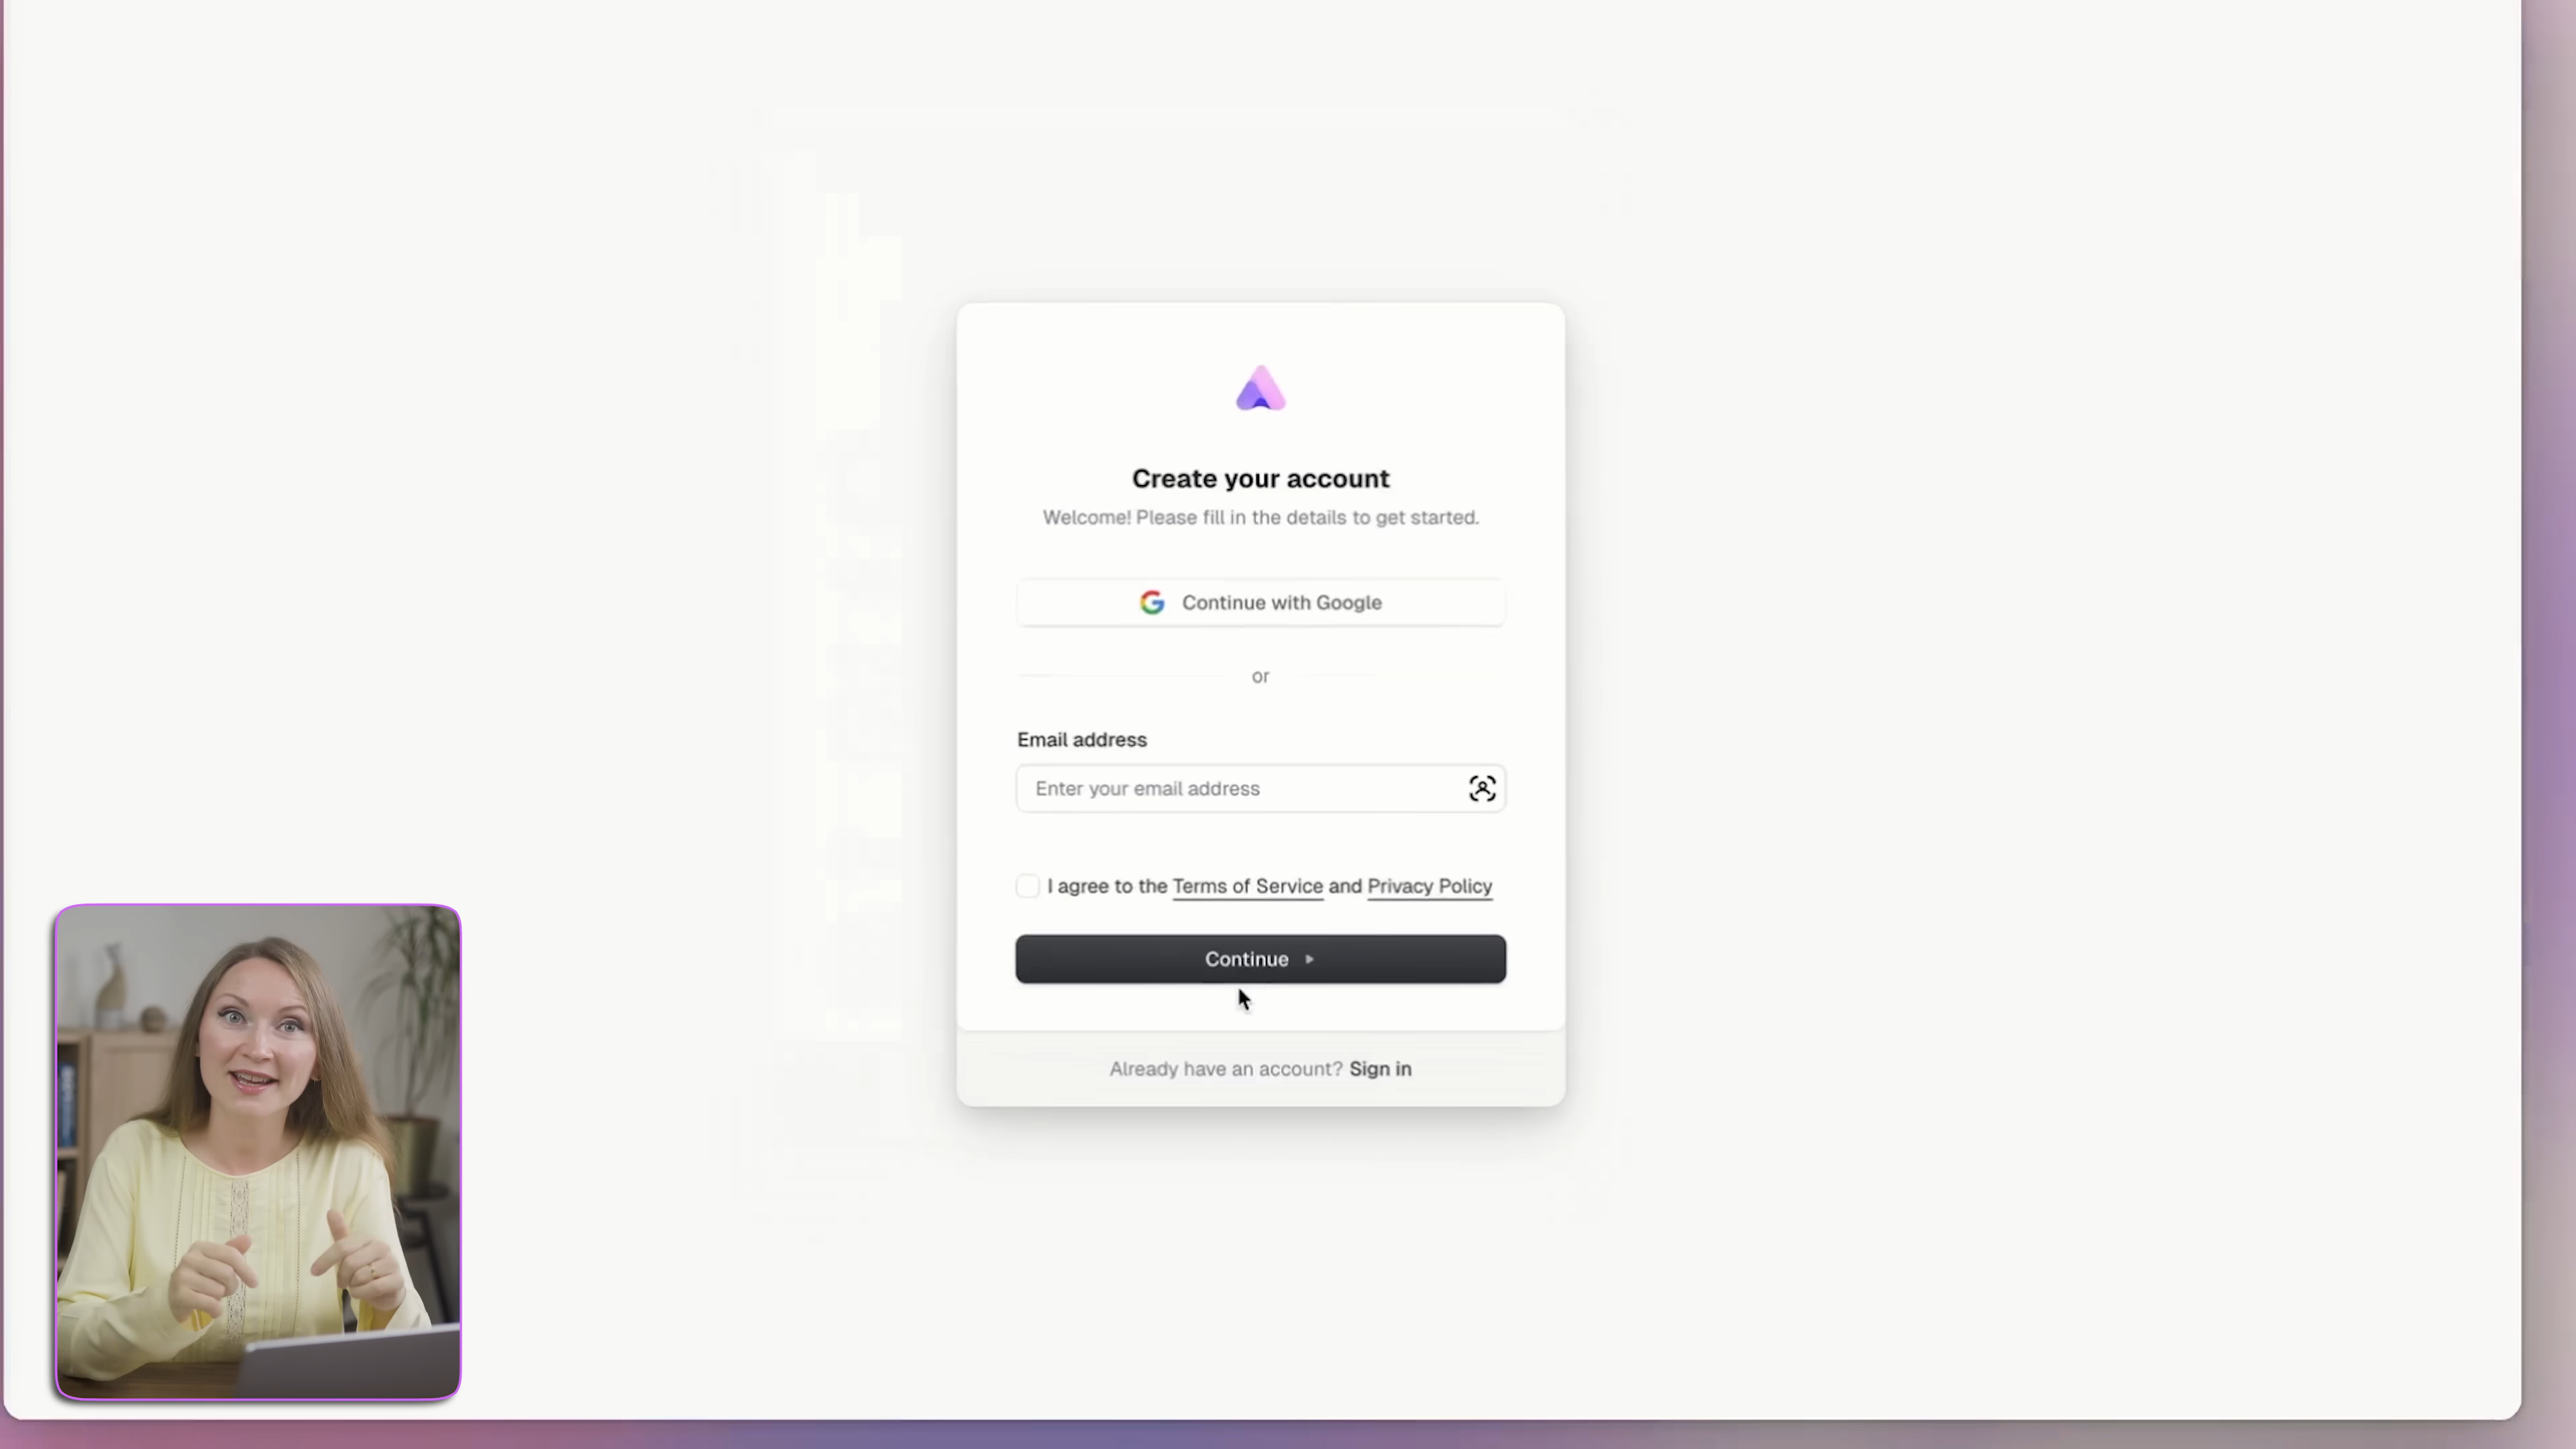 Create your account
Welcome! Please fill in the details to get started.
Continue with Google
or
Email address
Enter your email address
I agree to the Terms of Service and Privacy Policy
Continue
Already have an account? Sign in